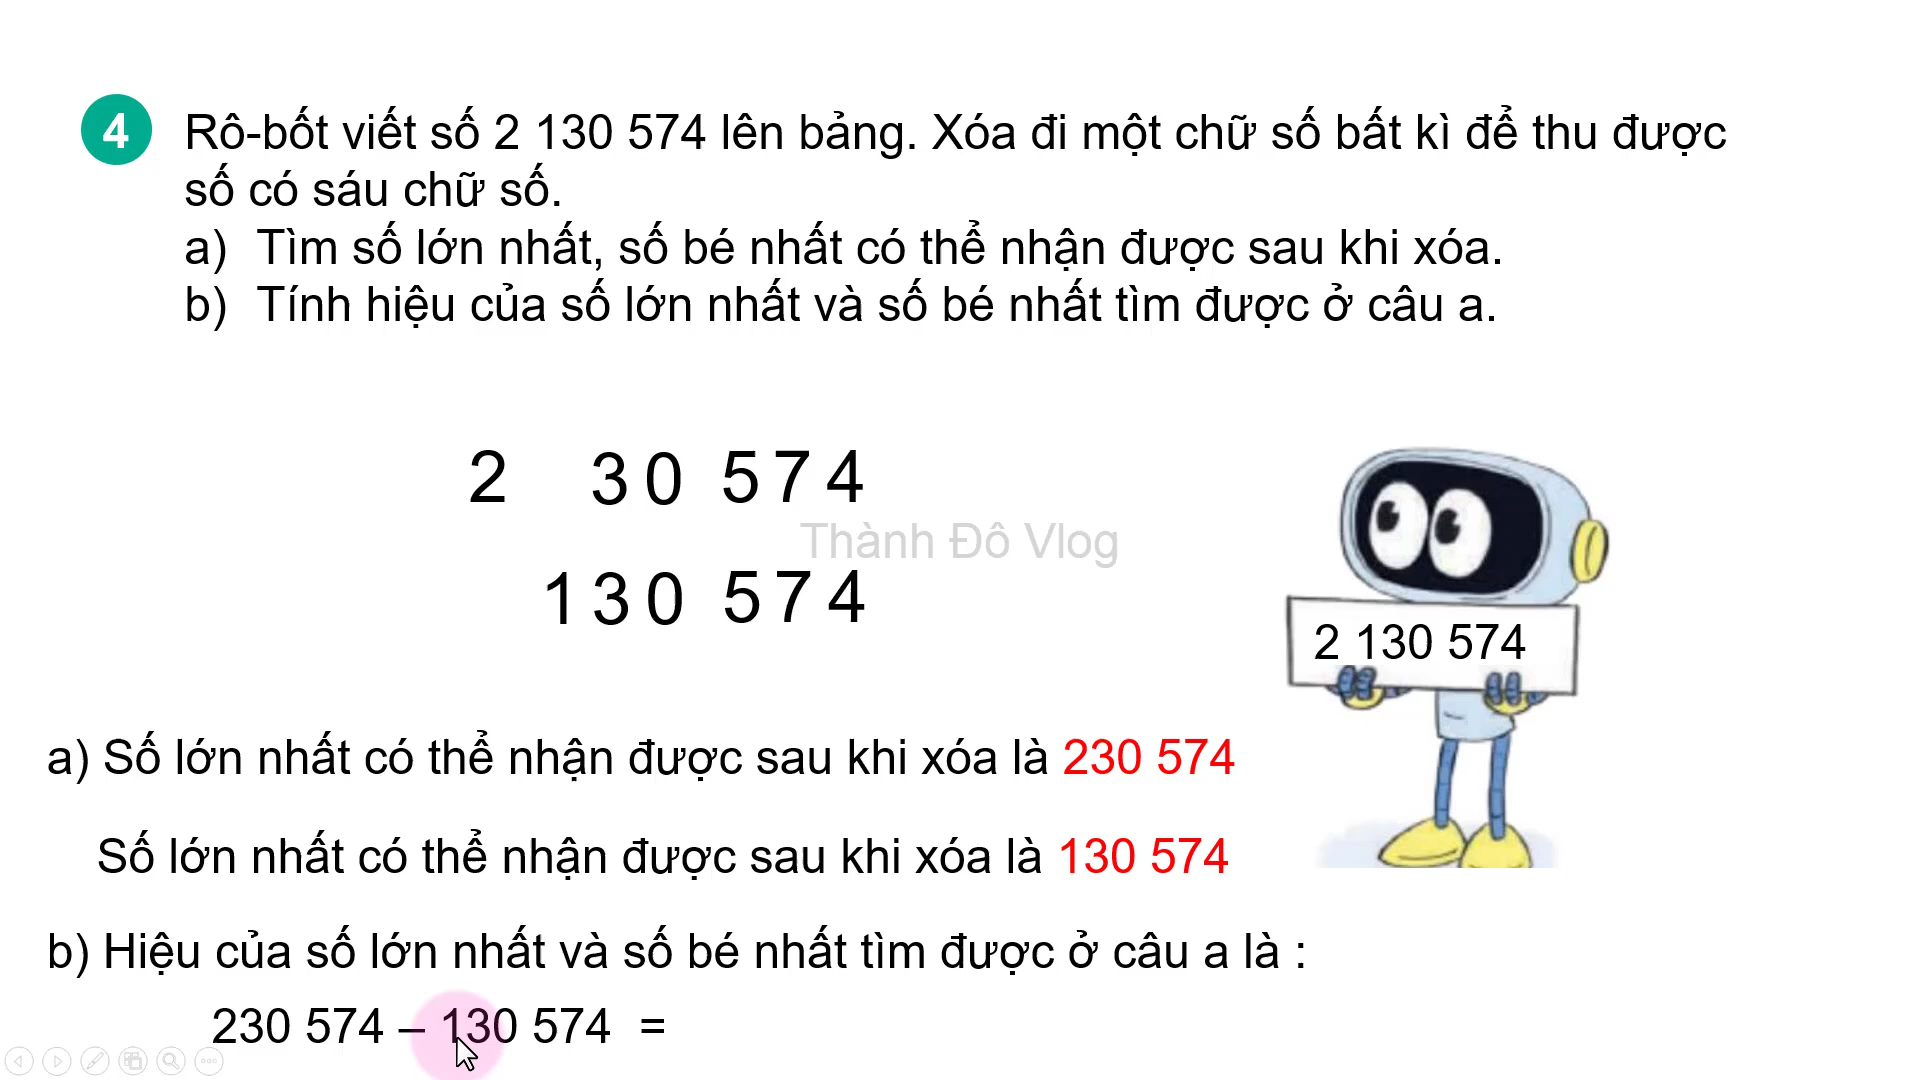 4 Rô-bốt viết số 2 130 574 lên bảng. Xóa đi một chữ số bất kì để thu được
số có sáu chữ số.
a) Tìm số lớn nhất, số bé nhất có thể nhận được sau khi xóa.
b) Tính hiệu của số lớn nhất và số bé nhất tìm được ở câu a.
2 30 574
Thành Đô Vlog
130 574
2 130 574
a) Số lớn nhất có thể nhận được sau khi xóa là 230 574
Số lớn nhất có thể nhận được sau khi xóa là 130 574
b) Hiệu của số lớn nhất và số bé nhất tìm được ở câu a là :
230 574 – 130 574 =